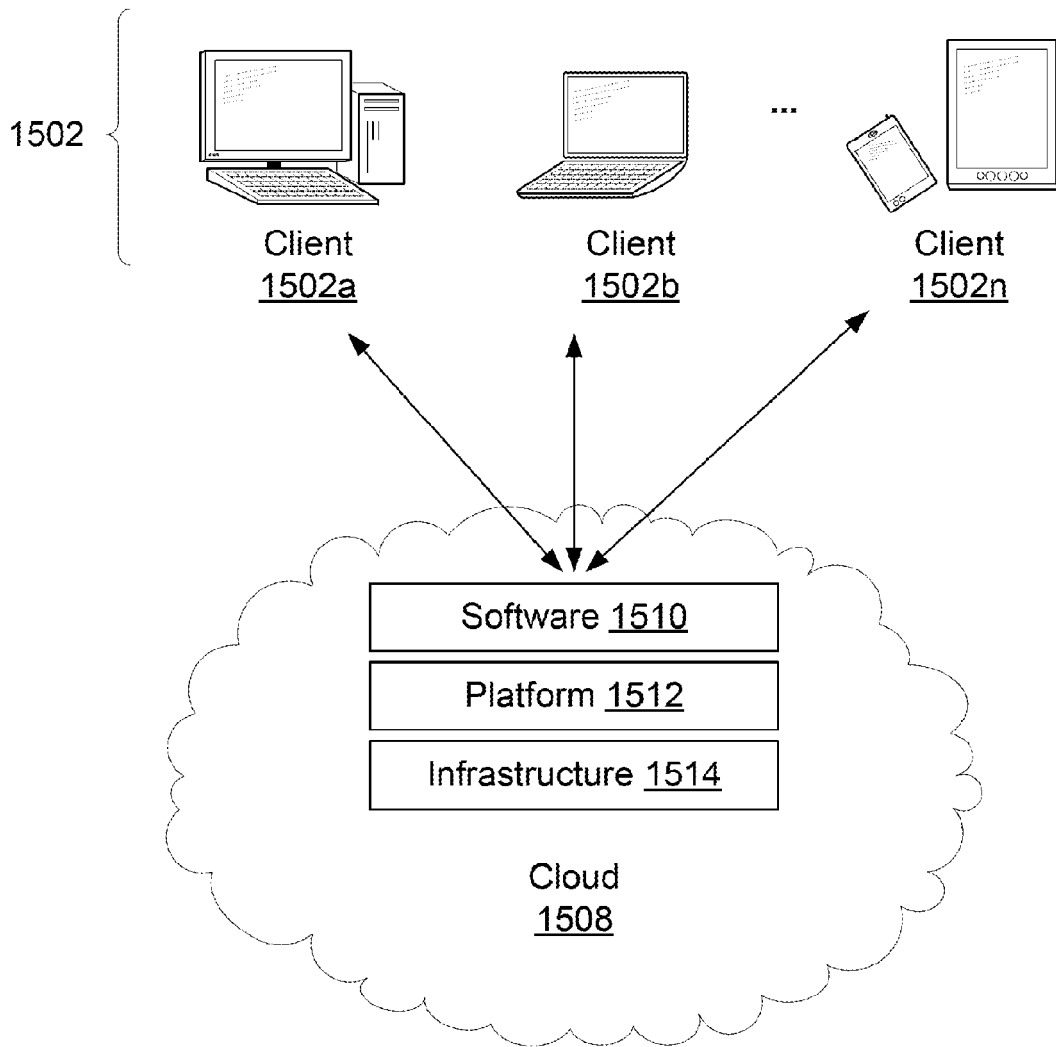 1502
...
Client
1502a
Client
1502b
Client
1502n
Software 1510
Platform 1512
Infrastructure 1514
Cloud
1508